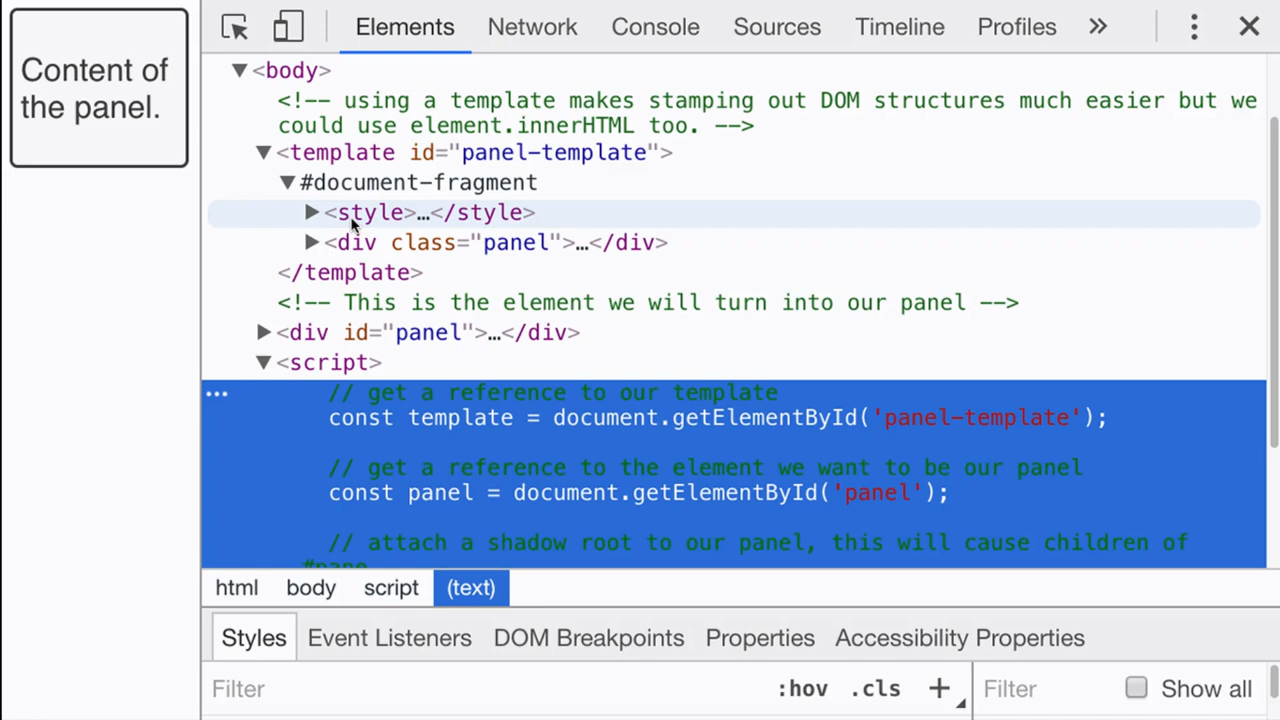 Content of
the panel.
Elements Network Console Sources Timeline Profiles »
<body>
<!-- using a template makes stamping out DOM structures much easier but we
could use element.innerHTML too. -->
<template id="panel-template">
#document-fragment
<style>…</style>
<div class="panel">…</div>
</template>
<!-- This is the element we will turn into our panel -->
<div id="panel">…</div>
<script>
// get a reference to our template
const template = document.getElementById('panel-template');
// get a reference to the element we want to be our panel
const panel = document.getElementById('panel');
// attach a shadow root to our panel, this will cause children of
#pane
html body script (text)
Styles Event Listeners DOM Breakpoints Properties Accessibility Properties
Filter :hov .cls + Filter Show all